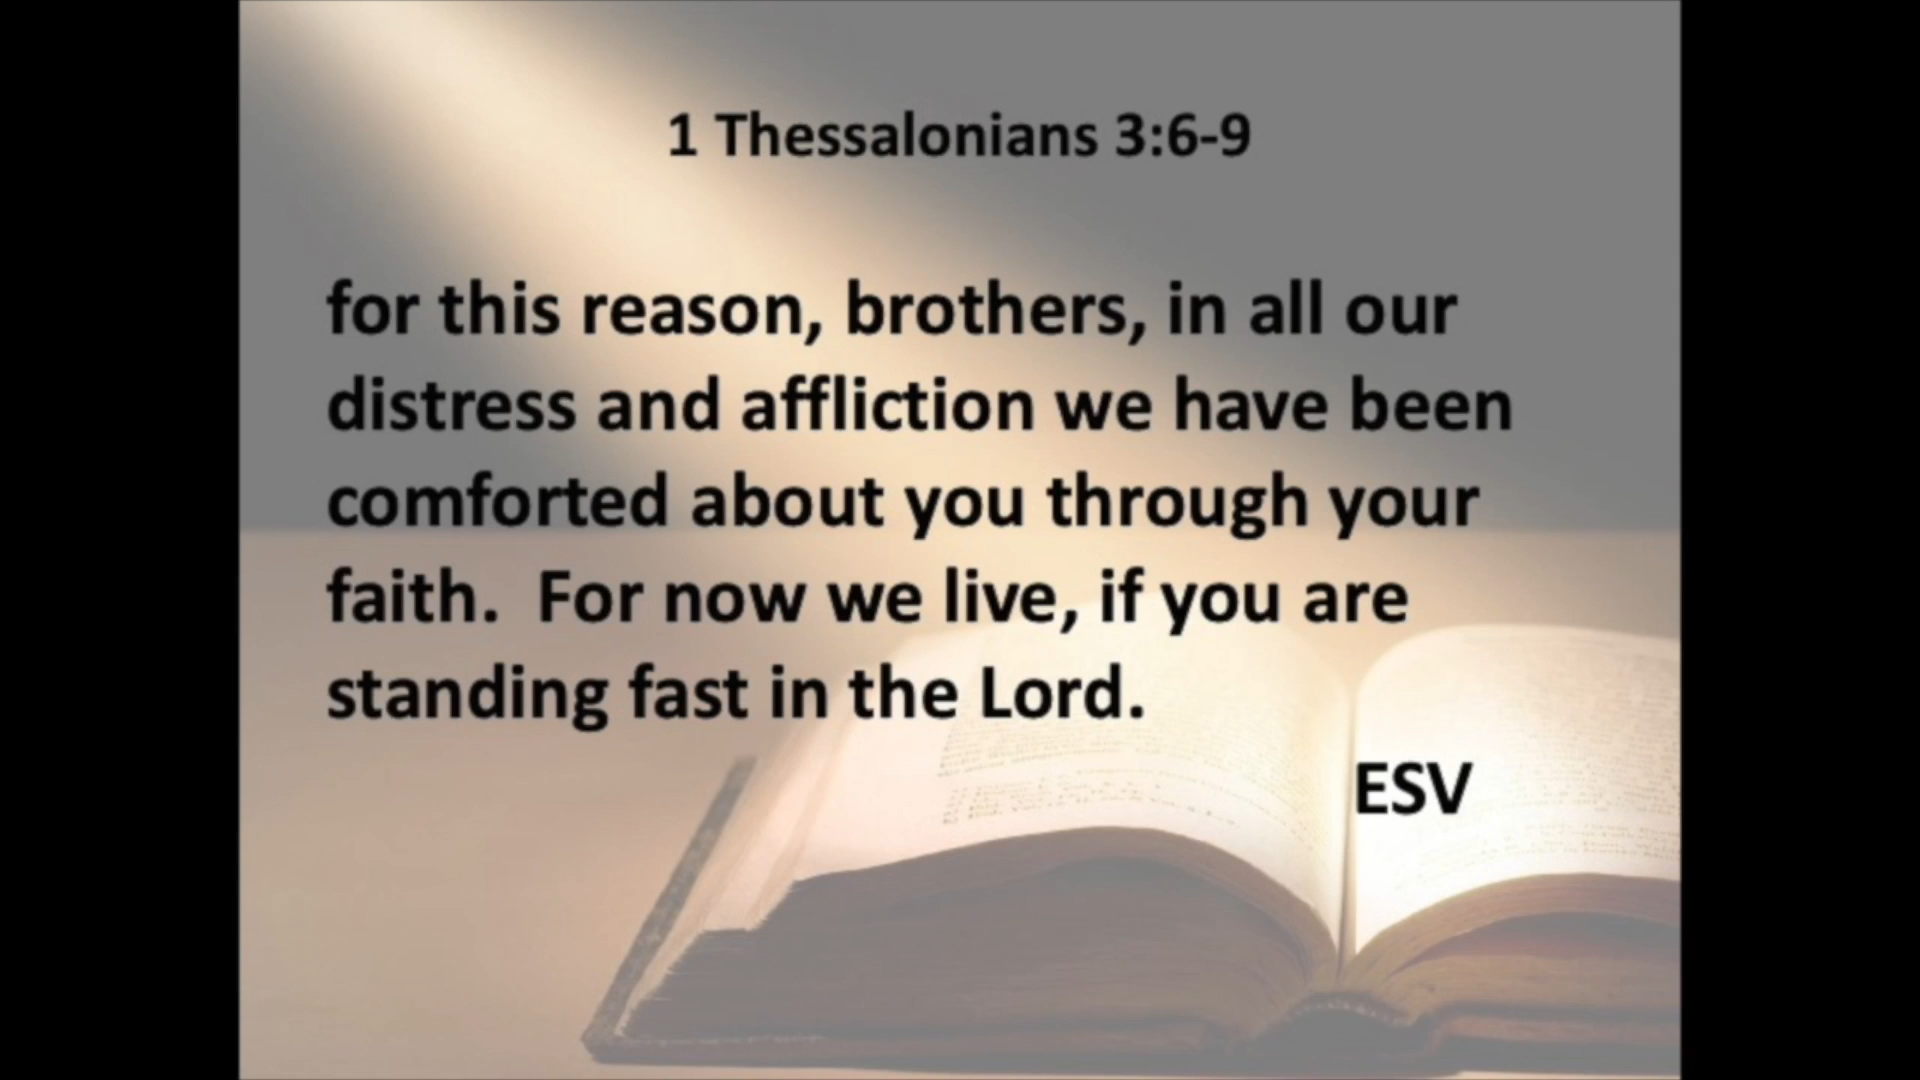 1 Thessalonians 3:6-9
for this reason, brothers, in all our
distress and affliction we have been
comforted about you through your
faith.  For now we live, if you are
standing fast in the Lord.
ESV